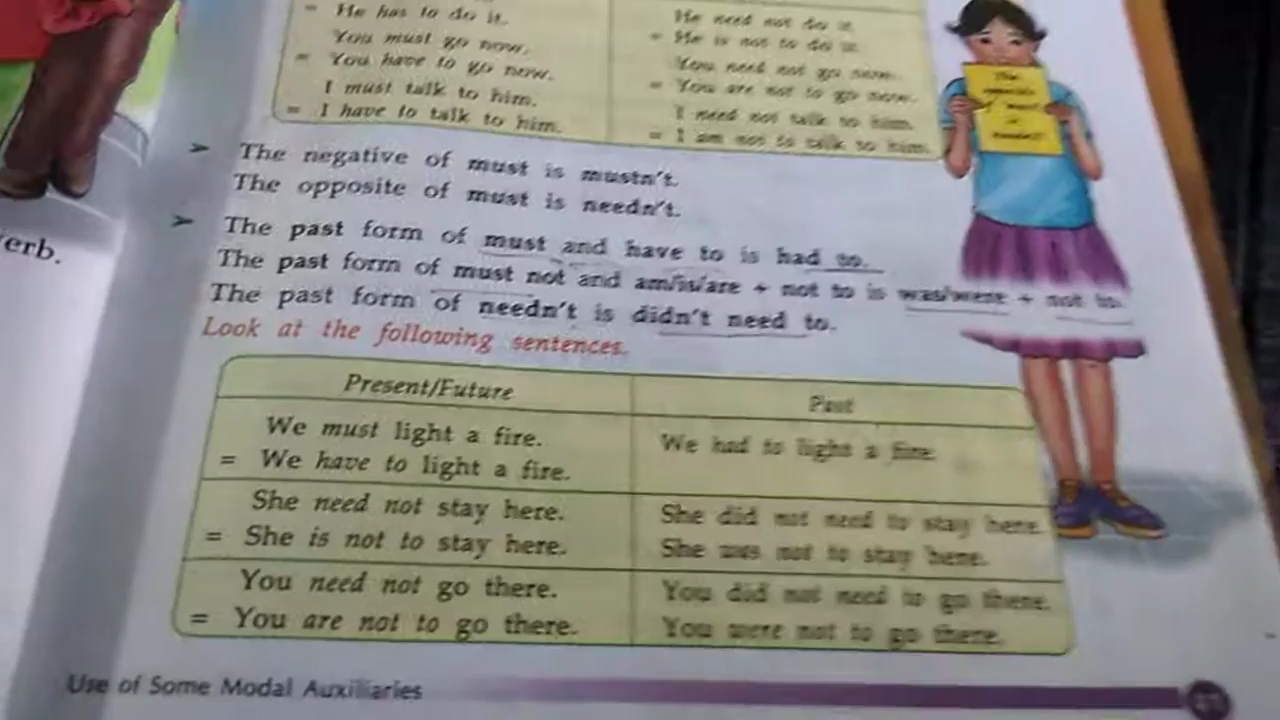 = He has to do it.
You must go now.
= You have to go now.
I must talk to him.
= I have to talk to him.
He need not do it.
= He is not to do it.
You need not go now.
= You are not to go now.
I need not talk to him.
= I am not to talk to him.
The opposite
➤ The negative of must is mustn't.
The opposite of must is needn't.
➤ The past form of must and have to is had to.
The past form of must not and am/is/are + not to is was/were + not to.
The past form of needn't is didn't need to.
Look at the following sentences.
Present/Future
Past
We must light a fire.
= We have to light a fire.
We had to light a fire.
She need not stay here.
= She is not to stay here.
She did not need to stay here.
She was not to stay here.
You need not go there.
= You are not to go there.
You did not need to go there.
You were not to go there.
Use of Some Modal Auxiliaries
erb.